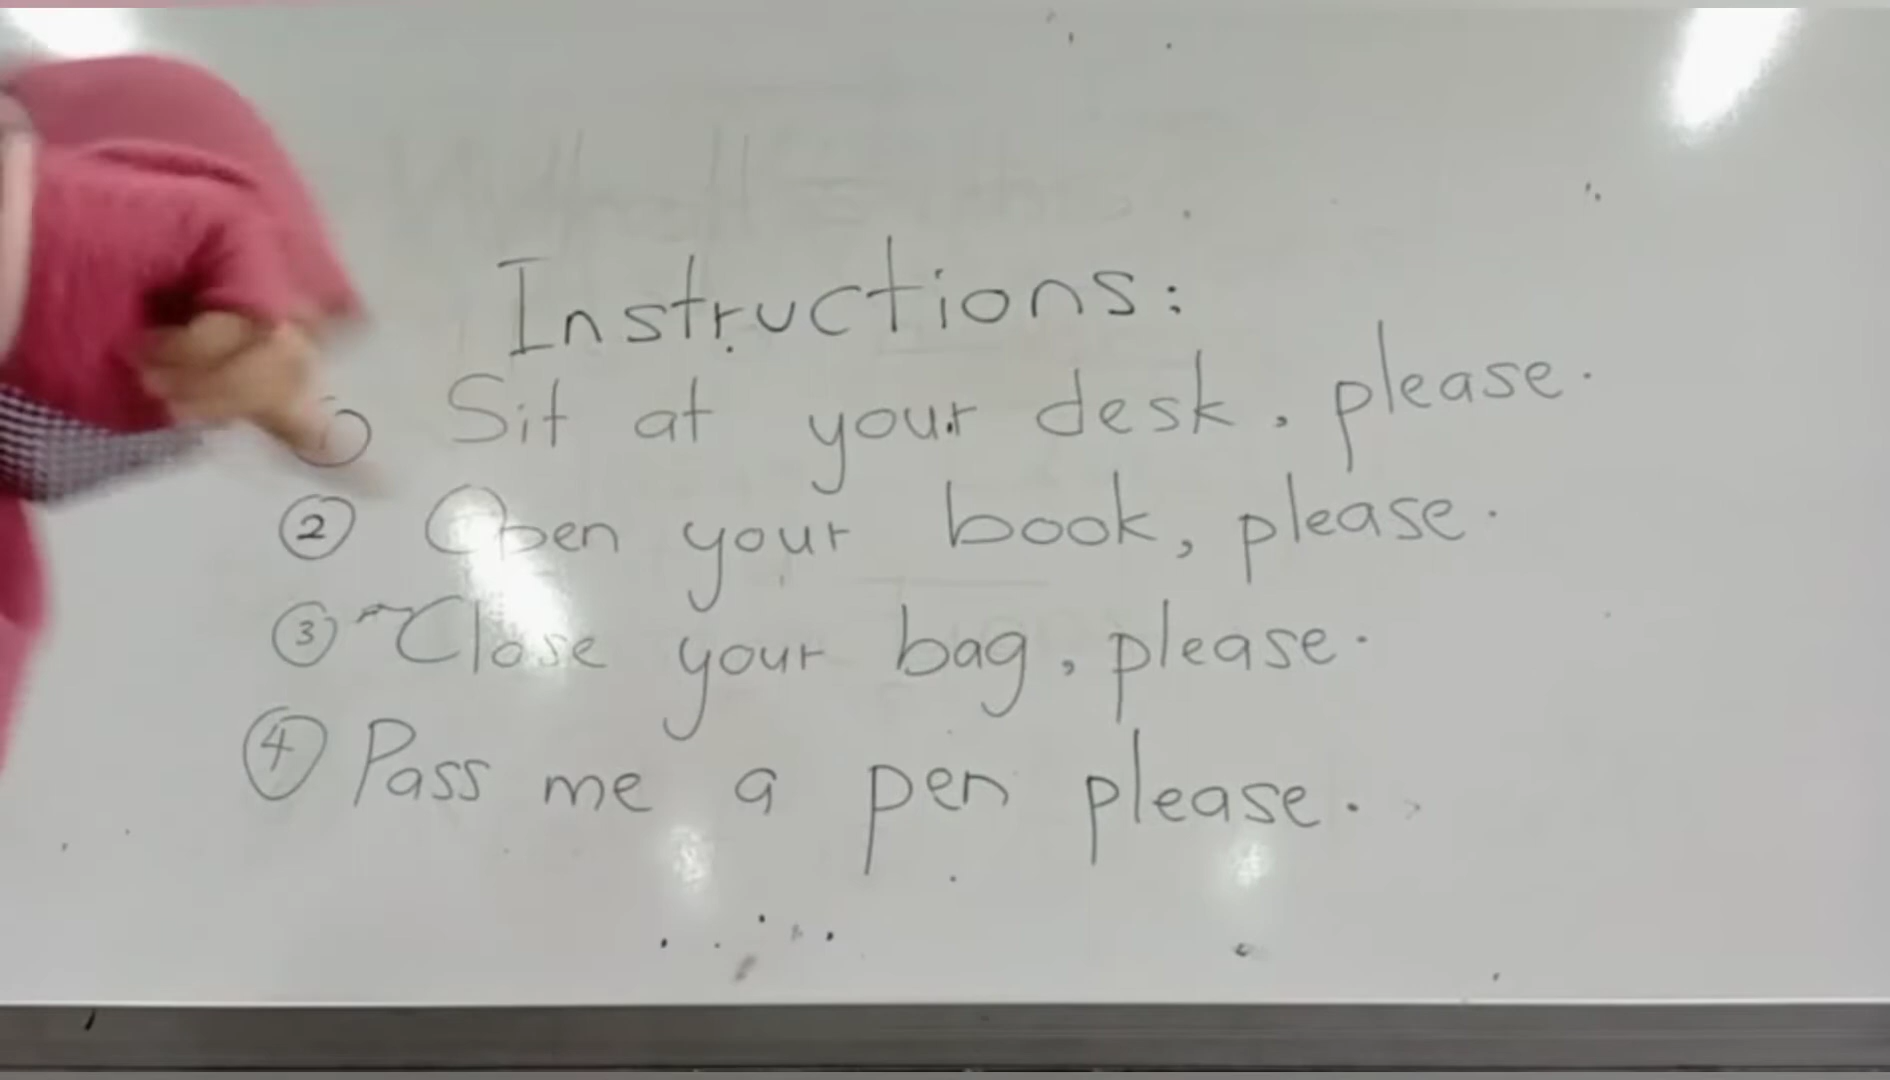 Instructions:
Sit at your desk, please.
② Open your book, please.
③ Close your bag, please.
④ Pass me a pen please.